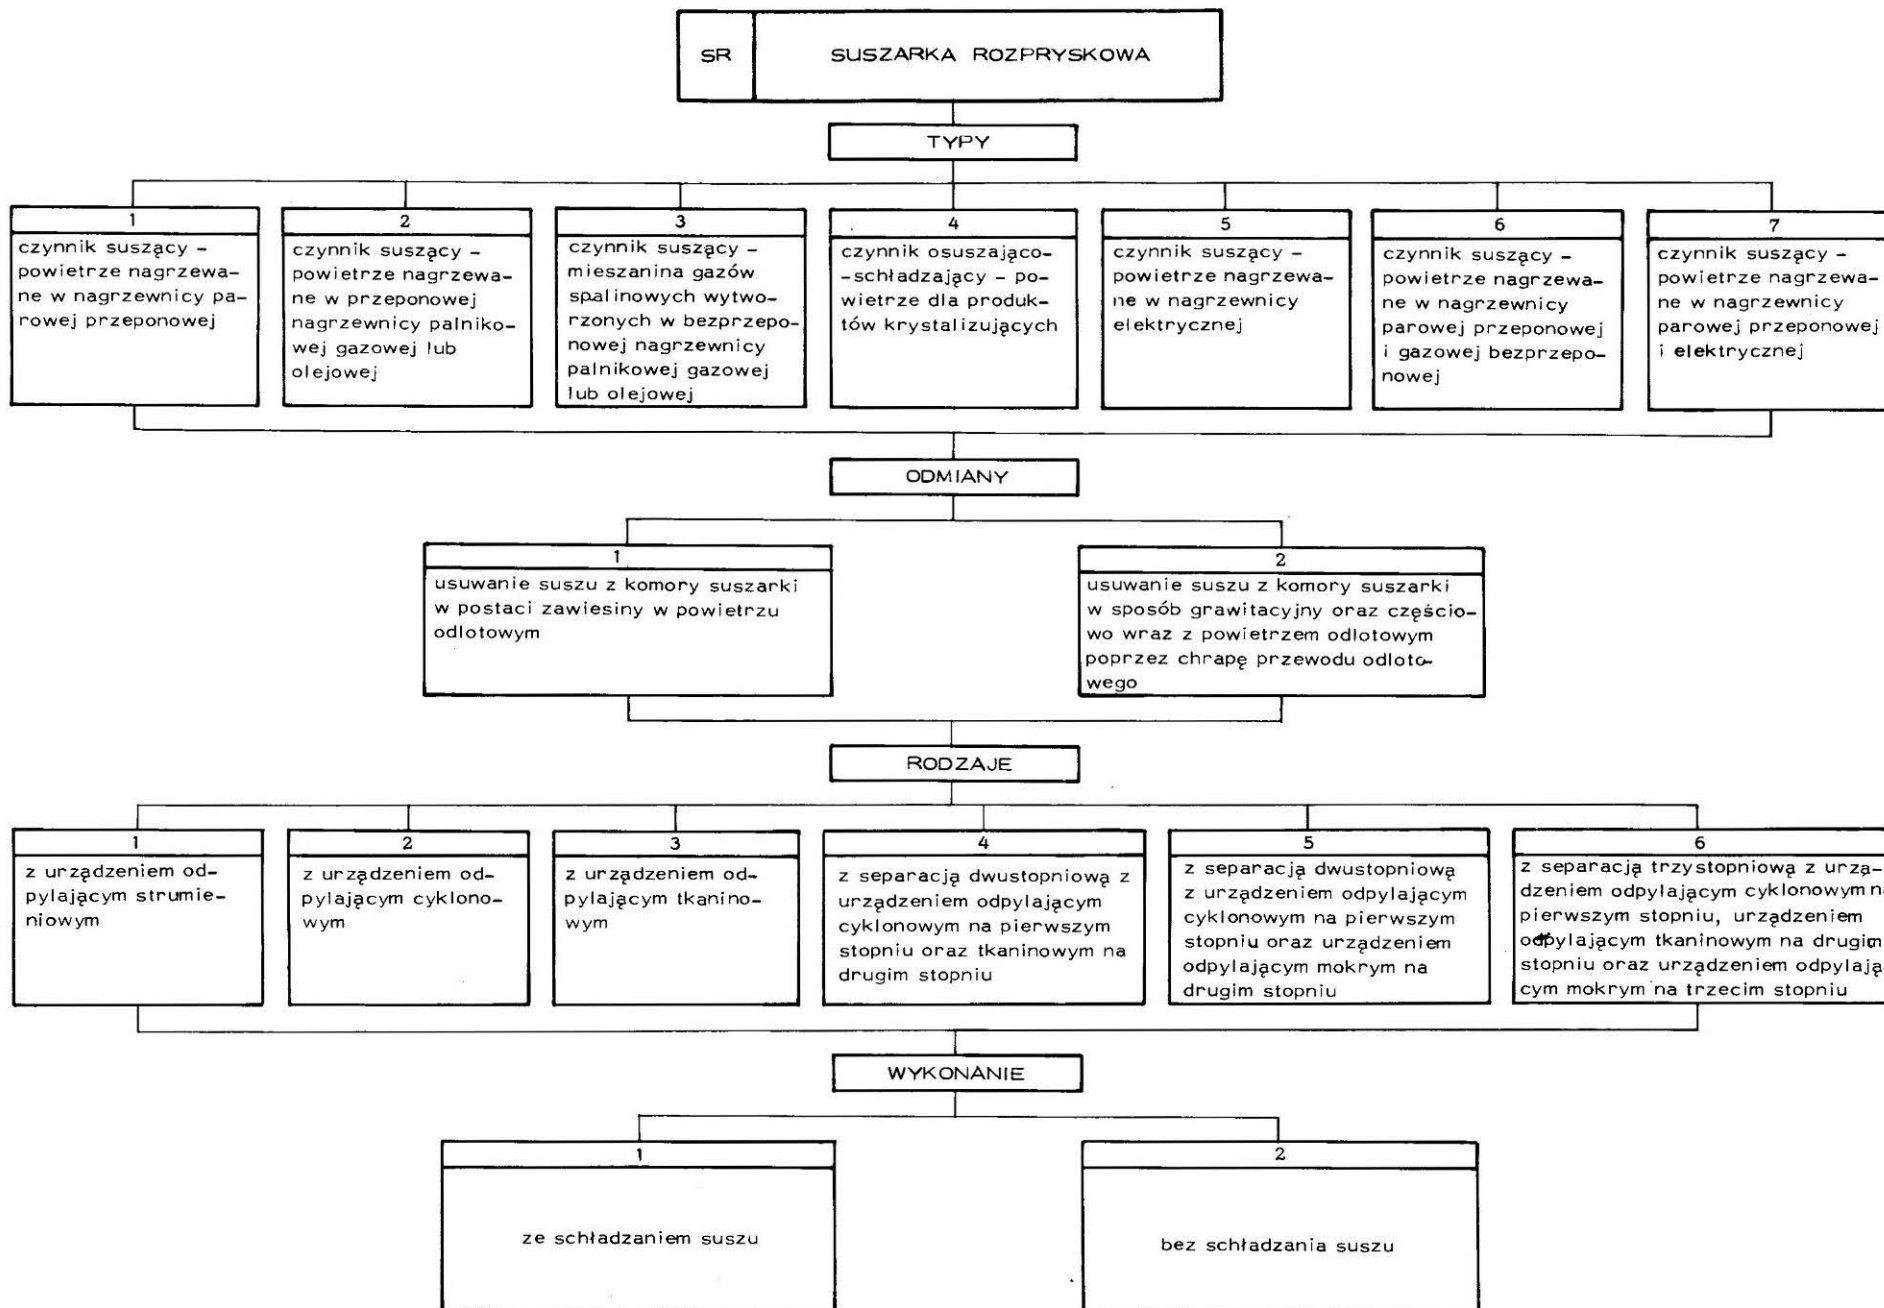 SR
SUSZARKA ROZPRYSKOWA
TYPY
1
czynnik suszący –
powietrze nagrzewa-
ne w nagrzewnicy pa-
rowej przeponowej
2
czynnik suszący –
powietrze nagrzewa-
ne w przeponowej
nagrzewnicy palniko-
wej gazowej lub
olejowej
3
czynnik suszący –
mieszanina gazów
spalinowych wytwo-
rzonych w bezprzepo-
nowej nagrzewnicy
palnikowej gazowej
lub olejowej
4
czynnik osuszająco-
-schładzający – po-
wietrze dla produk-
tów krystalizujących
5
czynnik suszący –
powietrze nagrzewa-
ne w nagrzewnicy
elektrycznej
6
czynnik suszący –
powietrze nagrzewa-
ne w nagrzewnicy
parowej przeponowej
i gazowej bezprzepo-
nowej
7
czynnik suszący –
powietrze nagrzewa-
ne w nagrzewnicy
parowej przeponowej
i elektrycznej
ODMIANY
1
usuwanie suszu z komory suszarki
w postaci zawiesiny w powietrzu
odlotowym
2
usuwanie suszu z komory suszarki
w sposób grawitacyjny oraz częścio-
wo wraz z powietrzem odlotowym
poprzez chrapę przewodu odloto-
wego
RODZAJE
1
z urządzeniem od-
pylającym strumie-
niowym
2
z urządzeniem od-
pylającym cyklono-
wym
3
z urządzeniem od-
pylającym tkanino-
wym
4
z separacją dwustopniową z
urządzeniem odpylającym
cyklonowym na pierwszym
stopniu oraz tkaninowym na
drugim stopniu
5
z separacją dwustopniową
z urządzeniem odpylającym
cyklonowym na pierwszym
stopniu oraz urządzeniem
odpylającym mokrym na
drugim stopniu
6
z separacją trzystopniową z urzą-
dzeniem odpylającym cyklonowym na
pierwszym stopniu, urządzeniem
odpylającym tkaninowym na drugim
stopniu oraz urządzeniem odpylają
cym mokrym na trzecim stopniu
WYKONANIE
1
ze schładzaniem suszu
2
bez schładzania suszu